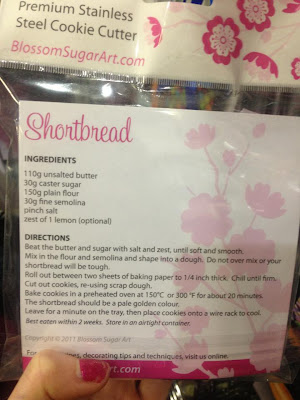 Premium Stainless
Steel Cookie Cutter
BlossomSugarArt.com
Shortbread
INGREDIENTS
110g unsalted butter
30g caster sugar
150g plain flour
30g fine semolina
pinch salt
zest of 1 lemon (optional)
DIRECTIONS
Beat the butter and sugar with salt and zest, until soft and smooth.
Mix in the flour and semolina and shape into a dough. Do not over mix or your
shortbread will be tough.
Roll out between two sheets of baking paper to 1/4 inch thick. Chill until firm.
Cut out cookies, re-using scrap dough.
Bake cookies in a preheated oven at 150°C or 300 °F for about 20 minutes.
The shortbread should be a pale golden colour.
Leave for a minute on the tray, then place cookies onto a wire rack to cool.
Best eaten within 2 weeks. Store in an airtight container.
Copyright © 2011 Blossom Sugar Art
decorating tips and techniques, visit us online.
Art.com